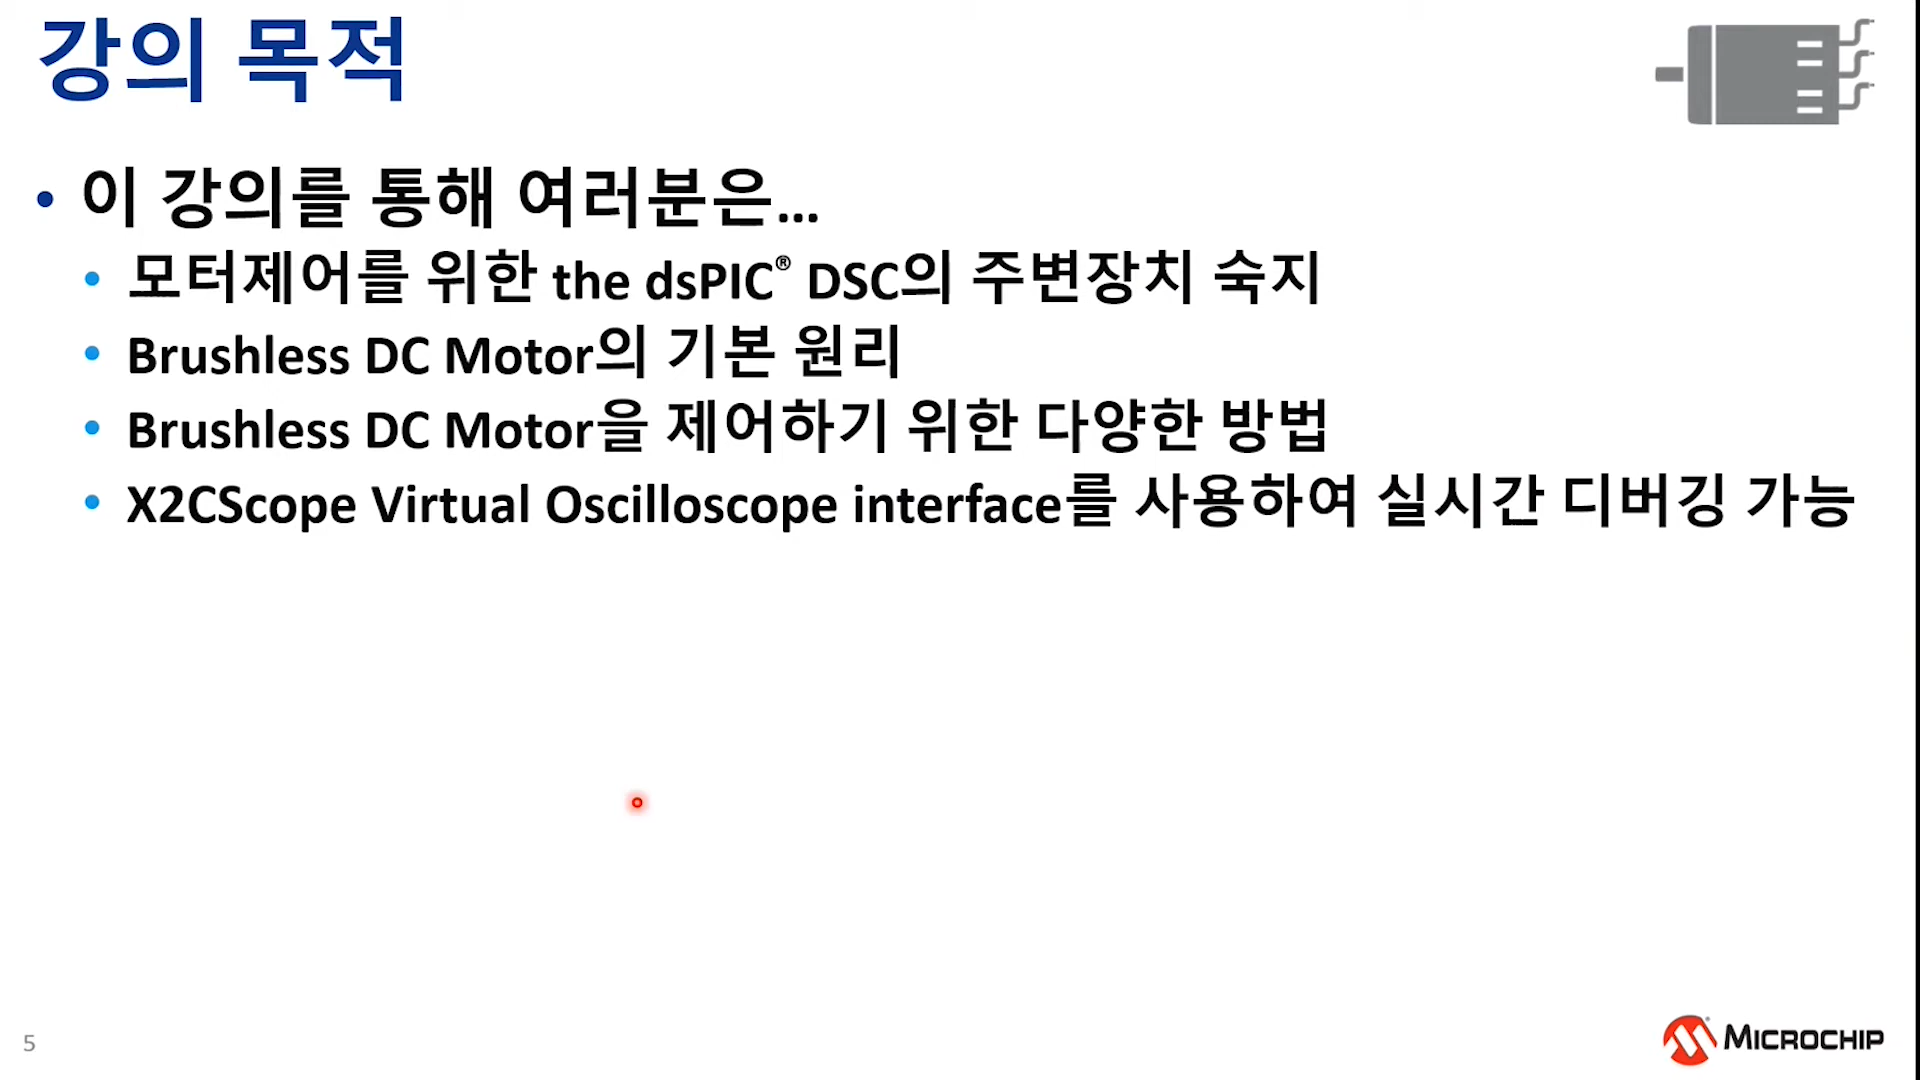 강의 목적
• 이 강의를 통해 여러분은...
• 모터제어를 위한 the dsPIC® DSC의 주변장치 숙지
• Brushless DC Motor의 기본 원리
• Brushless DC Motor을 제어하기 위한 다양한 방법
• X2CScope Virtual Oscilloscope interface를 사용하여 실시간 디버깅 가능
5
MICROCHIP